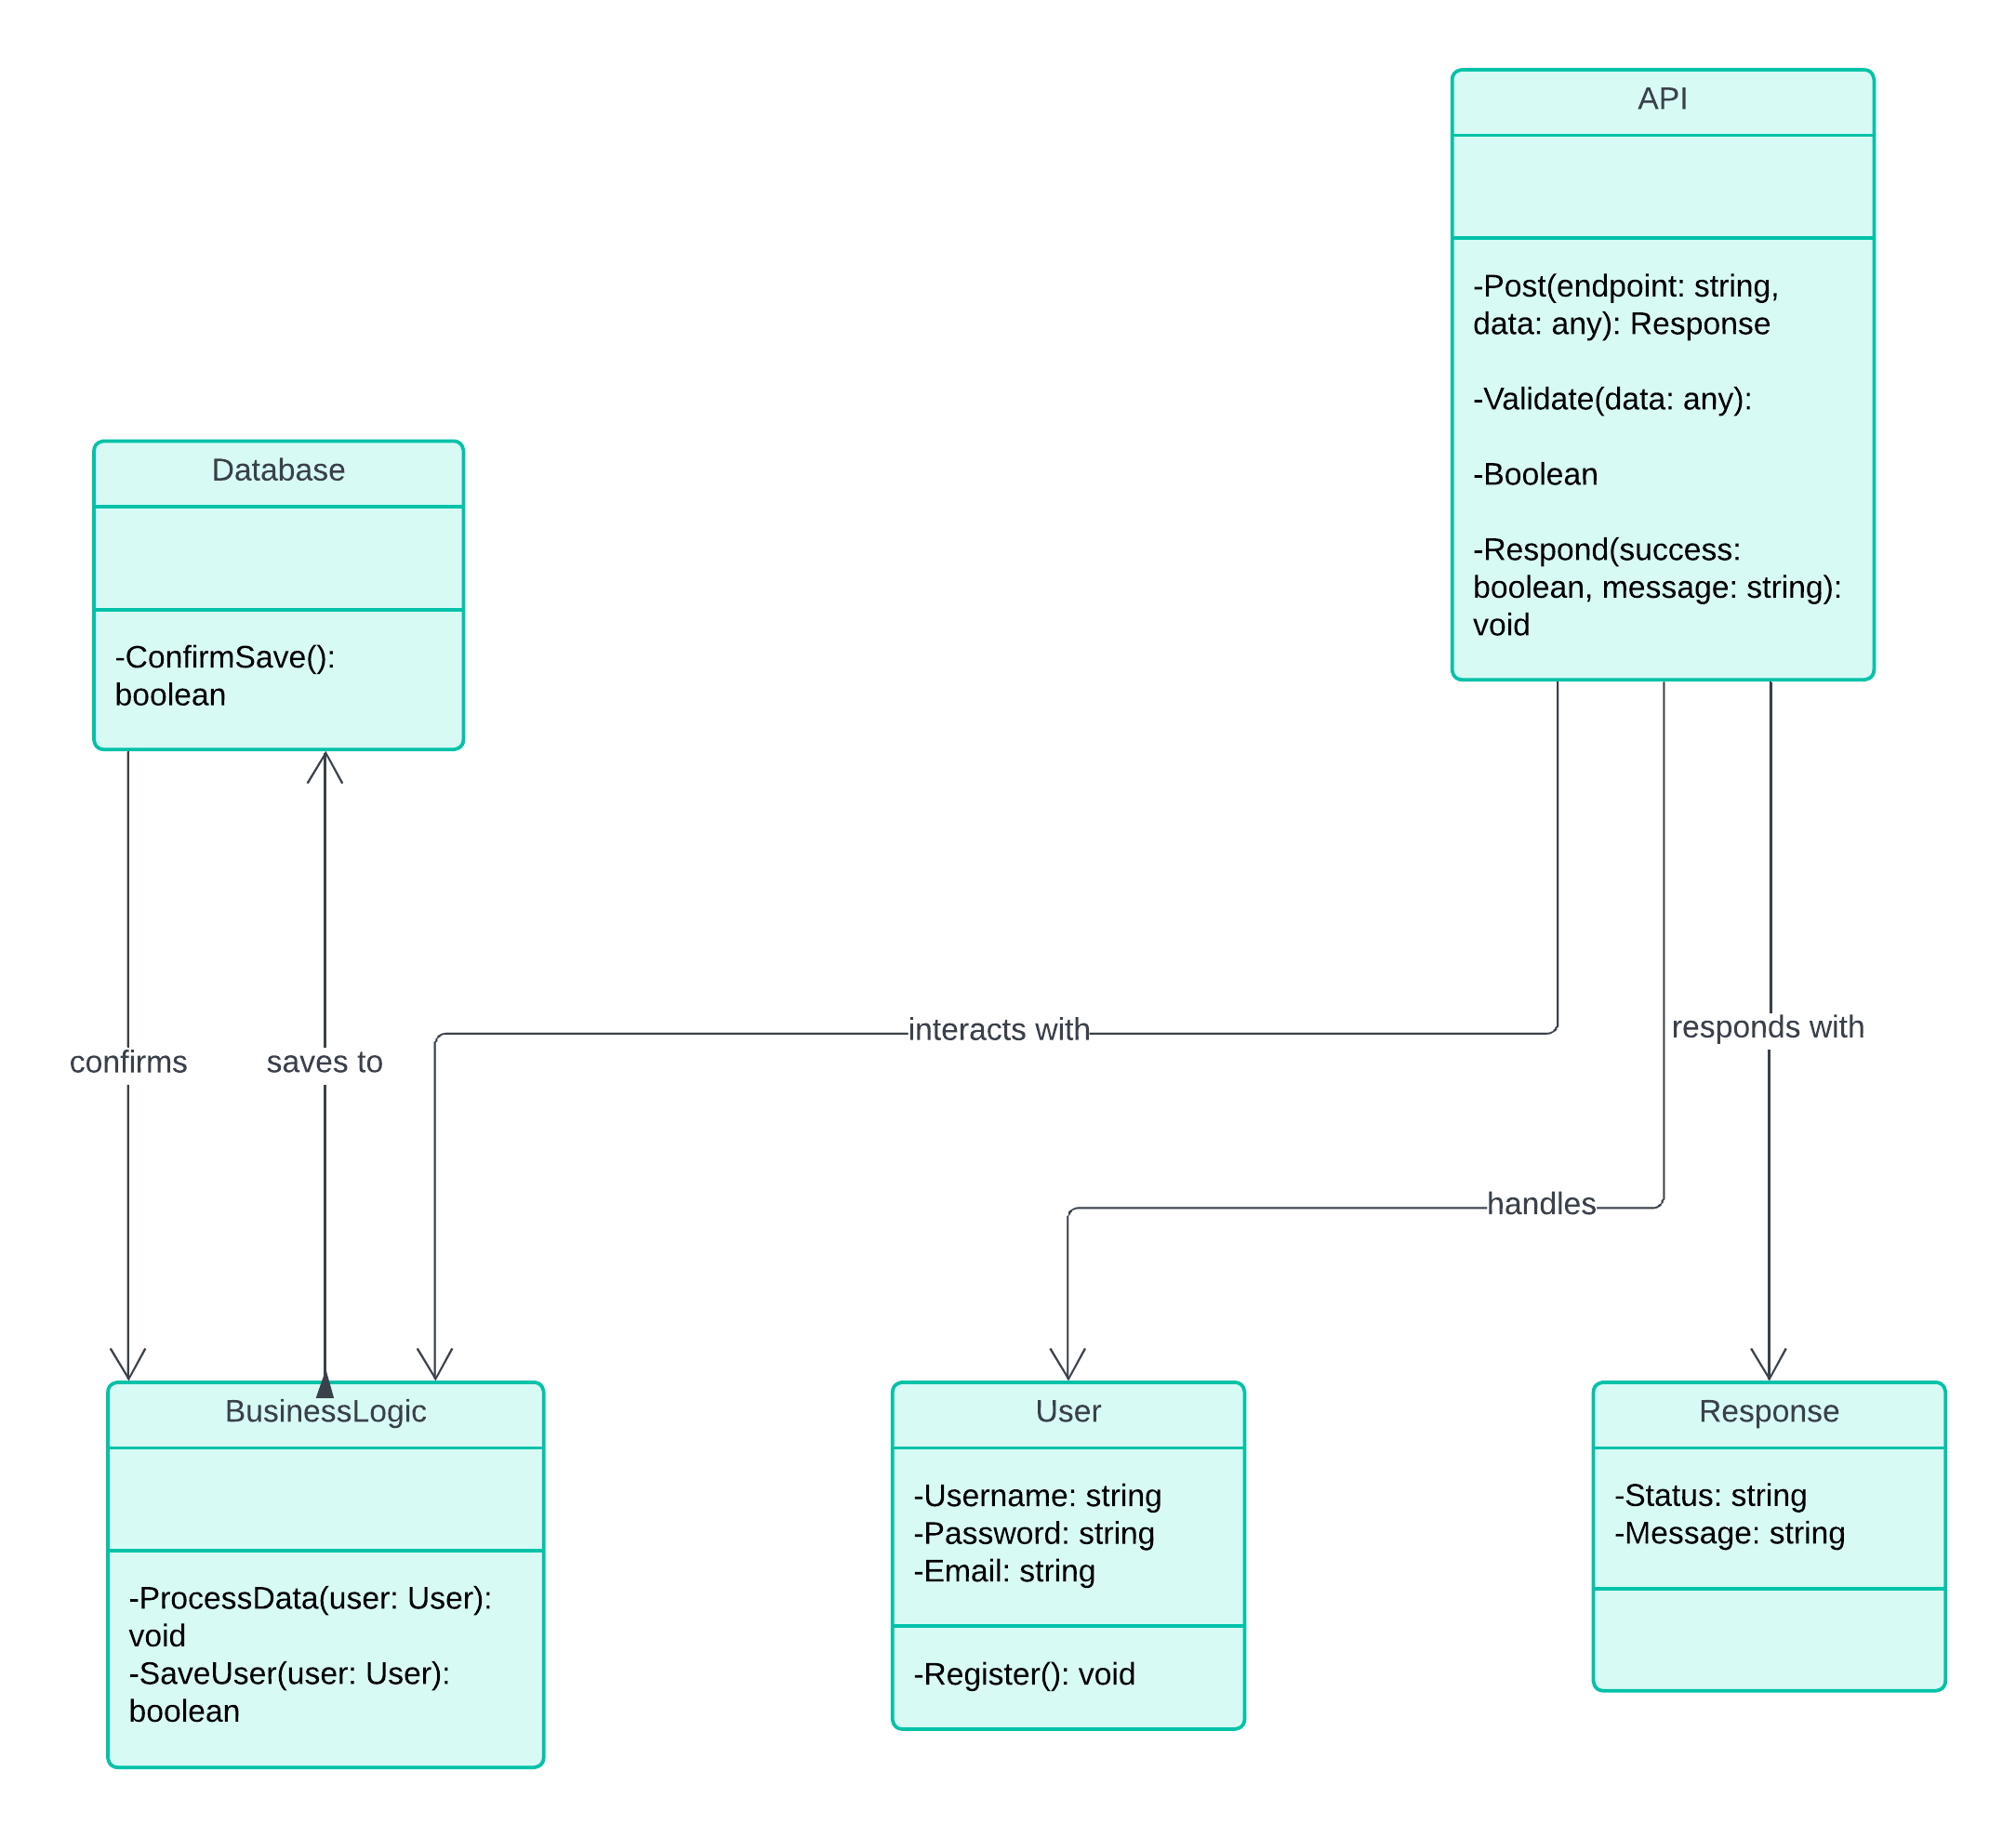 API
-Post(endpoint: string,
data: any): Response
-Validate(data: any):
-Boolean
-Respond(success:
boolean, message: string):
void
Database
-ConfirmSave():
boolean
interacts with
responds with
confirms
saves to
handles
BusinessLogic
-ProcessData(user: User):
void
-SaveUser(user: User):
boolean
User
-Username: string
-Password: string
-Email: string
-Register(): void
Response
-Status: string
-Message: string